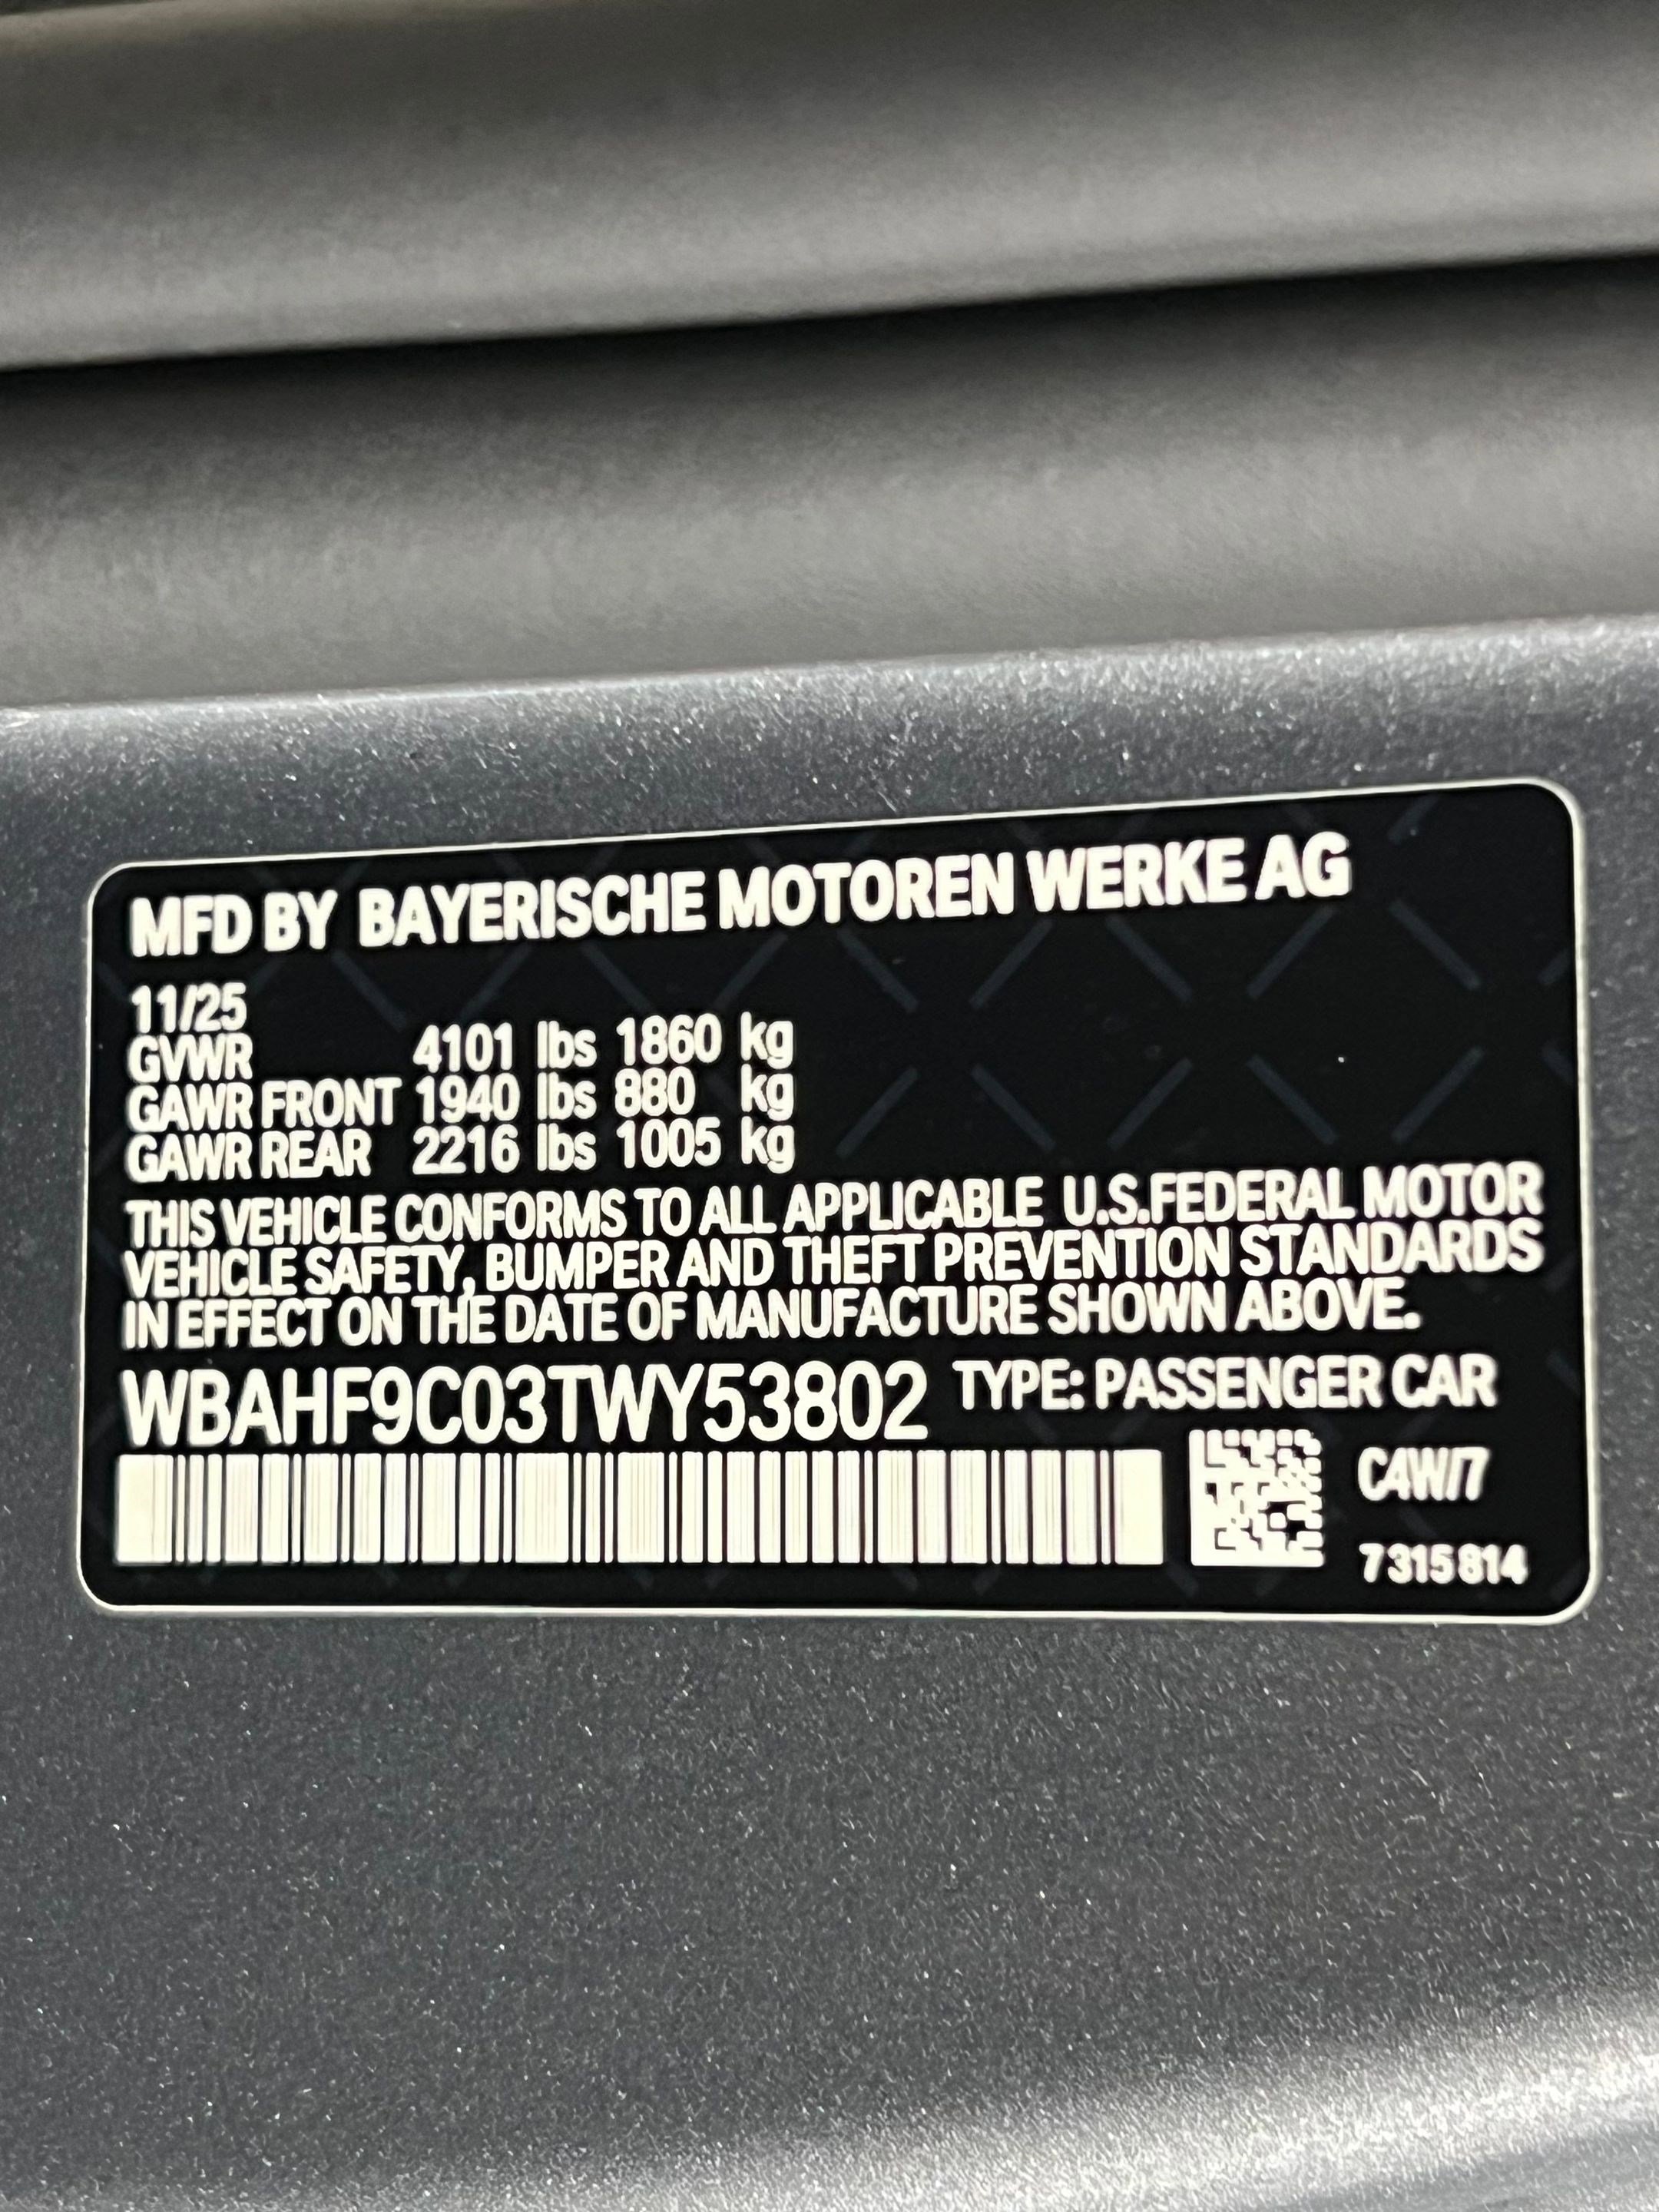 MFD BY BAYERISCHE MOTOREN WERKE AG
11/25
GVWR 4101 lbs 1860 kg
GAWR FRONT 1940 lbs 880 kg
GAWR REAR 2216 lbs 1005 kg
THIS VEHICLE CONFORMS TO ALL APPLICABLE U.S.FEDERAL MOTOR
VEHICLE SAFETY, BUMPER AND THEFT PREVENTION STANDARDS
IN EFFECT ON THE DATE OF MANUFACTURE SHOWN ABOVE.
WBAHF9C03TWY53802 TYPE: PASSENGER CAR
C4W/7
7315814